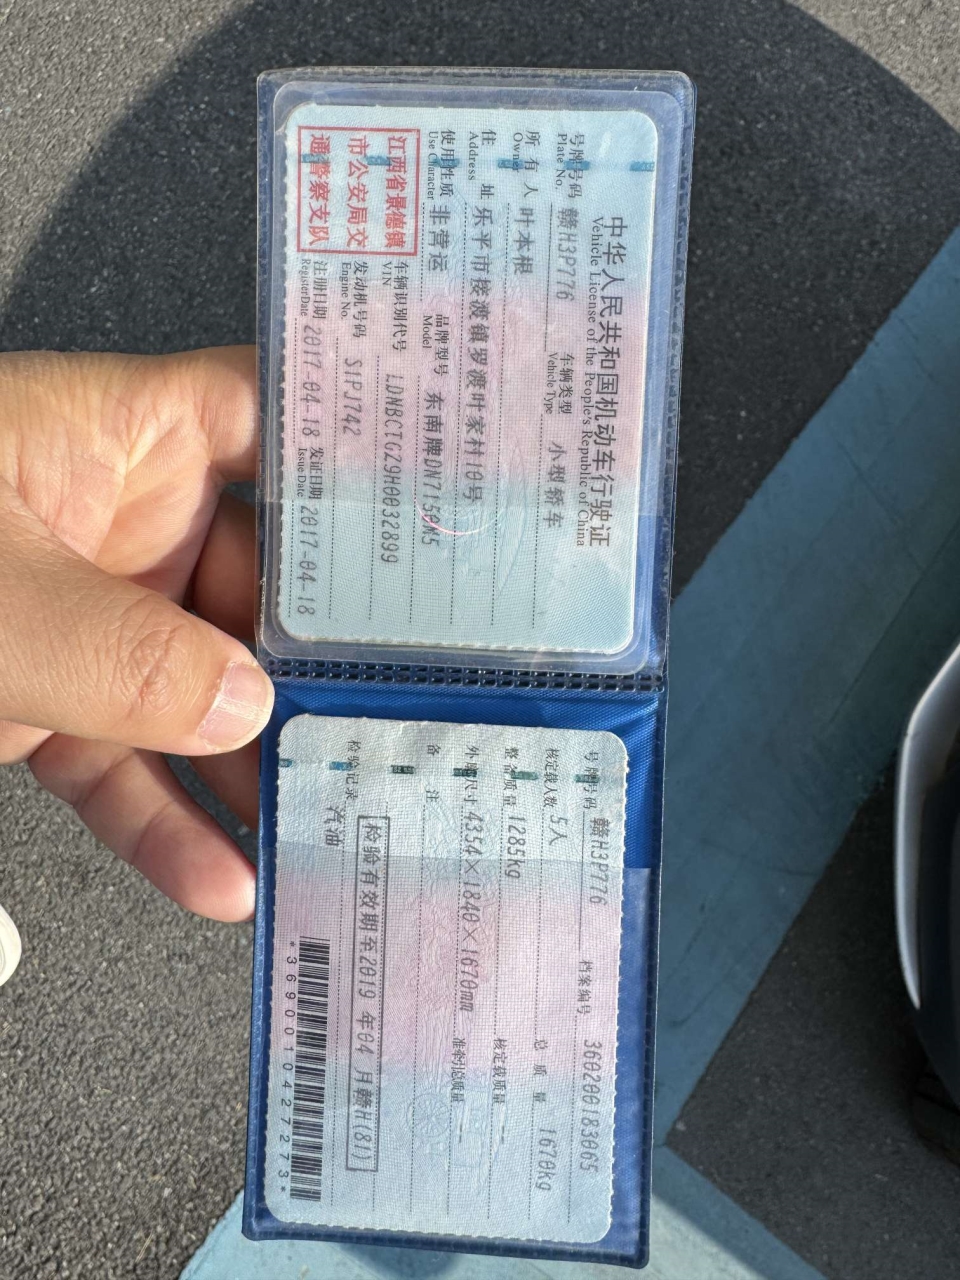 中华人民共和国机动车行驶证
Vehicle License of the People's Republic of China
号牌号码 赣H3P776 车辆类型 小型轿车
Plate No. Vehicle Type
所有人 叶本根
Owner
住址 乐平市接渡镇罗渡叶家村10号
Address
使用性质 非营运 品牌型号 东南牌DN7150N5
Use Character Model
江西省景德镇
市公安局交
通警察支队
车辆识别代号 LDNBCTGZ9H0032899
VIN
发动机号码 SIPJ742
Engine No.
注册日期 2017-04-18 发证日期 2017-04-18
Register Date Issue Date
号牌号码 赣H3P776 档案编号 360200183065
核定载人数 5人 总质量 1670kg
整备质量 1285kg 核定载质量 --
外廓尺寸 4354×1840×1670mm 准牵引总质量 --
备注
检验有效期至2019 年04 月赣H(81)
检验记录
汽油
*3690010427273*